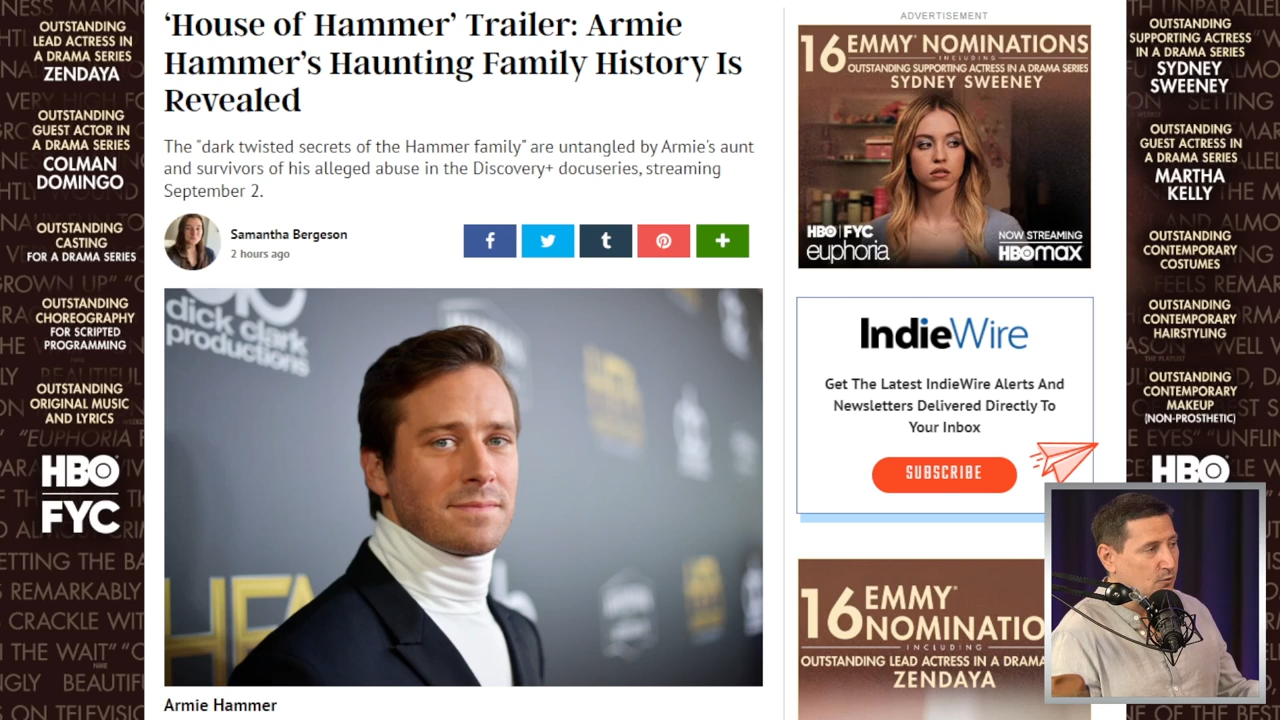 OUTSTANDING
LEAD ACTRESS IN
A DRAMA SERIES
ZENDAYA
OUTSTANDING
GUEST ACTOR IN
A DRAMA SERIES
COLMAN
DOMINGO
OUTSTANDING
CASTING
FOR A DRAMA SERIES
OUTSTANDING
CHOREOGRAPHY
FOR SCRIPTED
PROGRAMMING
OUTSTANDING
ORIGINAL MUSIC
AND LYRICS
HBO
FYC
‘House of Hammer’ Trailer: Armie
Hammer’s Haunting Family History Is
Revealed
The "dark twisted secrets of the Hammer family" are untangled by Armie's aunt
and survivors of his alleged abuse in the Discovery+ docuseries, streaming
September 2.
Samantha Bergeson
2 hours ago
dick clark
productions
HFA
Armie Hammer
ADVERTISEMENT
16 EMMY® NOMINATIONS
INCLUDING
OUTSTANDING SUPPORTING ACTRESS IN A DRAMA SERIES
SYDNEY SWEENEY
HBO | FYC
euphoria
NOW STREAMING
HBOmax
IndieWire
Get The Latest IndieWire Alerts And
Newsletters Delivered Directly To
Your Inbox
SUBSCRIBE
16 EMMY®
NOMINATIO
INCLUDING
OUTSTANDING LEAD ACTRESS IN A DRAMA
ZENDAYA
OUTSTANDING
SUPPORTING ACTRESS
IN A DRAMA SERIES
SYDNEY
SWEENEY
OUTSTANDING
GUEST ACTRESS IN
A DRAMA SERIES
MARTHA
KELLY
OUTSTANDING
CONTEMPORARY
COSTUMES
OUTSTANDING
CONTEMPORARY
HAIRSTYLING
OUTSTANDING
CONTEMPORARY
MAKEUP
(NON-PROSTHETIC)
HBO